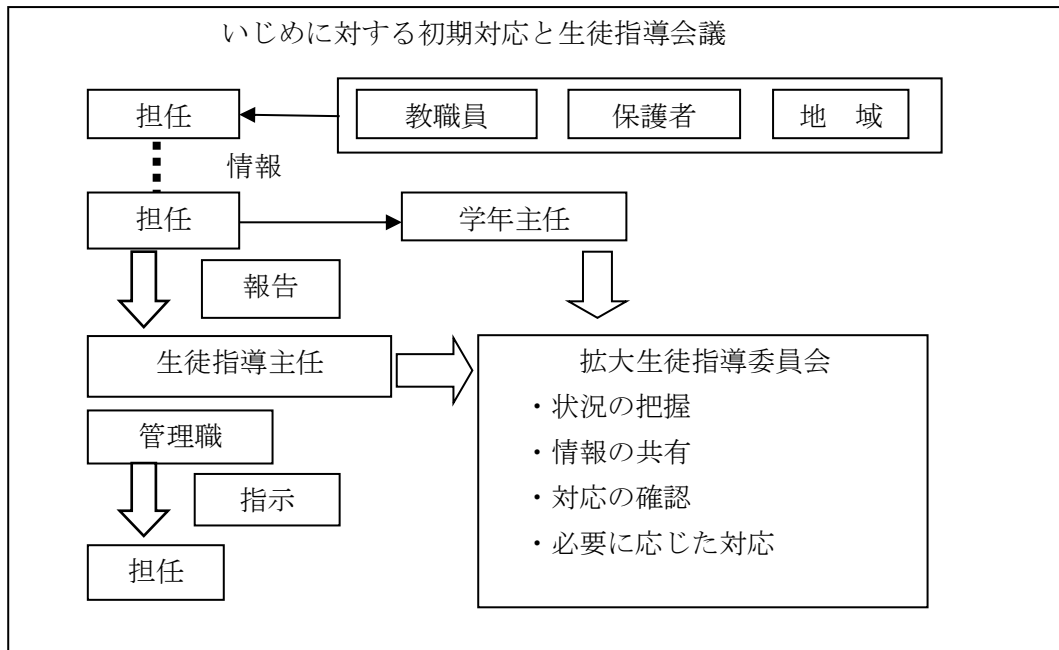 いじめに対する初期対応と生徒指導会議
担任
教職員
保護者
地　域
情報
担任
学年主任
報告
生徒指導主任
拡大生徒指導委員会
・状況の把握
・情報の共有
・対応の確認
・必要に応じた対応
管理職
指示
担任